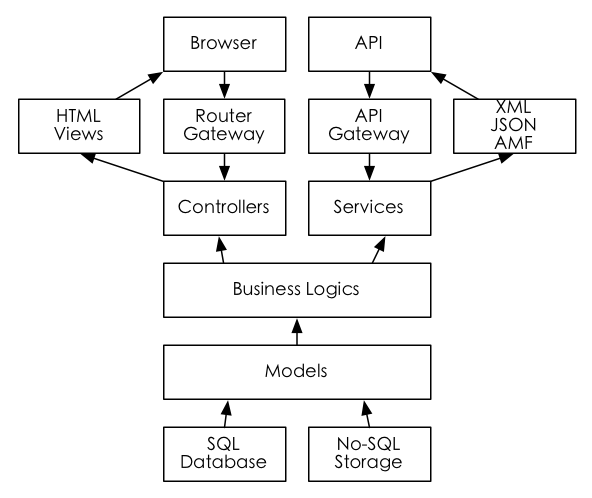 Browser
API
HTML
Views
Router
Gateway
API
Gateway
XML
JSON
AMF
Controllers
Services
Business Logics
Models
SQL
Database
No-SQL
Storage